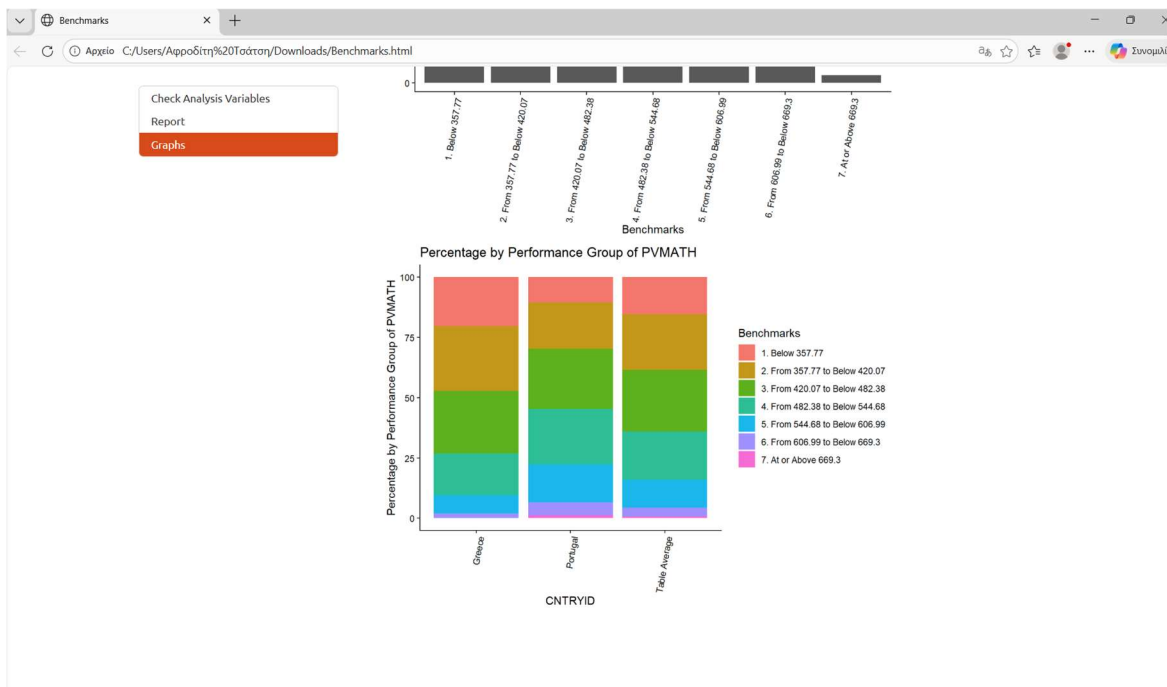 Benchmarks
Αρχείο C:/Users/Αφροδίτη%20Τσάτση/Downloads/Benchmarks.html
aあ
Συνομιλί
Check Analysis Variables
Report
Graphs
0
1. Below 357.77
2. From 357.77 to Below 420.07
3. From 420.07 to Below 482.38
4. From 482.38 to Below 544.68
5. From 544.68 to Below 606.99
6. From 606.99 to Below 669.3
7. At or Above 669.3
Benchmarks
Percentage by Performance Group of PVMATH
Percentage by Performance Group of PVMATH
100
75
50
25
0
Greece
Portugal
Table Average
CNTRYID
Benchmarks
1. Below 357.77
2. From 357.77 to Below 420.07
3. From 420.07 to Below 482.38
4. From 482.38 to Below 544.68
5. From 544.68 to Below 606.99
6. From 606.99 to Below 669.3
7. At or Above 669.3